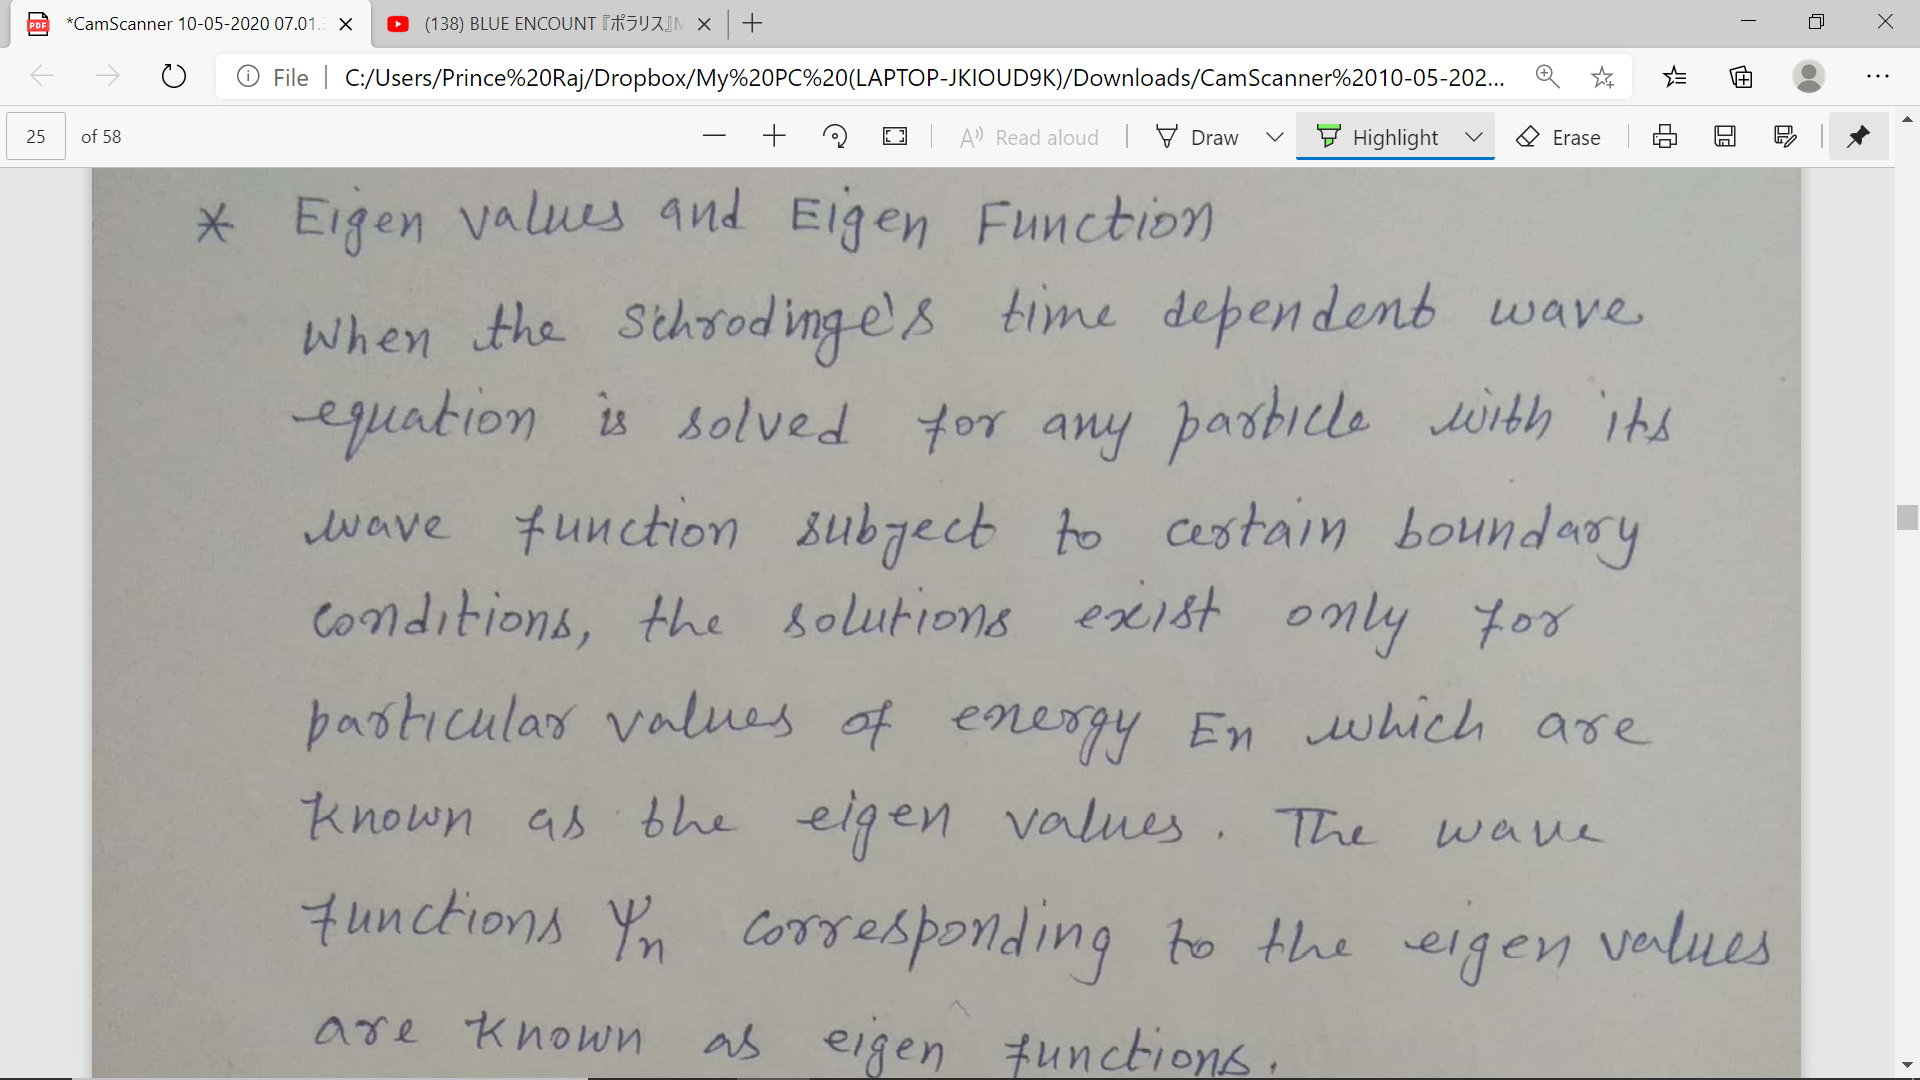 *CamScanner 10-05-2020 07.01.
(138) BLUE ENCOUNT『ポラリス』M
File
C:/Users/Prince%20Raj/Dropbox/My%20PC%20(LAPTOP-JKIOUD9K)/Downloads/CamScanner%2010-05-202...
25 of 58
Read aloud
Draw
Highlight
Erase
* Eigen values and Eigen Function
When the Schrodinge's time dependent wave
equation is solved for any particle with its
wave function subject to certain boundary
conditions, the solutions exist only for
particular values of energy En which are
known as the eigen values. The wave
functions Ψn corresponding to the eigen values
are known as eigen functions.